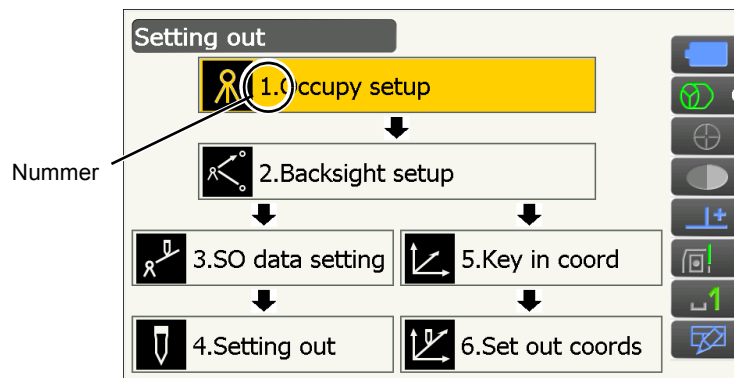 Setting out
1.Occupy setup
Nummer
2.Backsight setup
3.SO data setting
5.Key in coord
4.Setting out
6.Set out coords
1